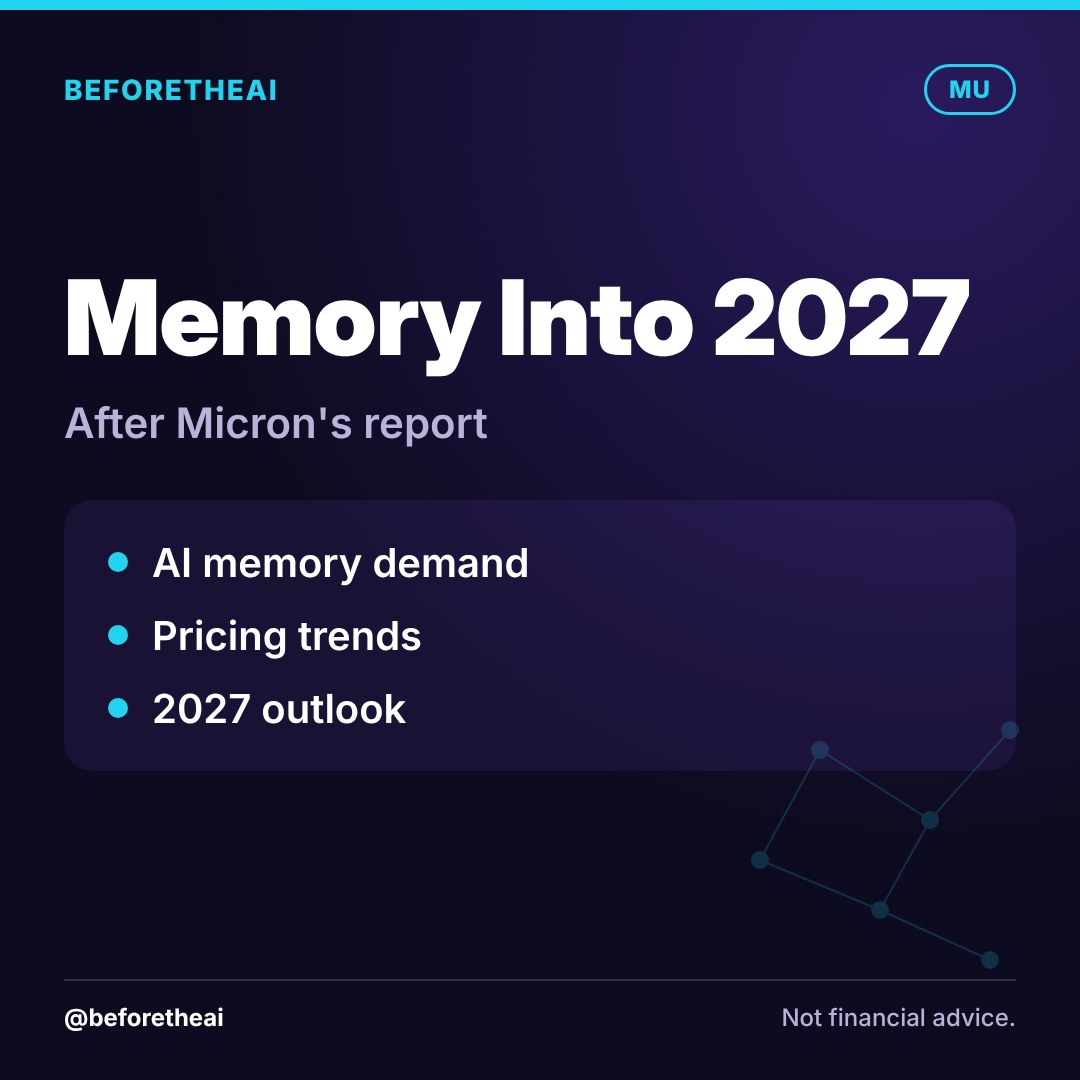 BEFORETHEAI
MU
Memory Into 2027
After Micron's report
AI memory demand
Pricing trends
2027 outlook
@beforetheai
Not financial advice.